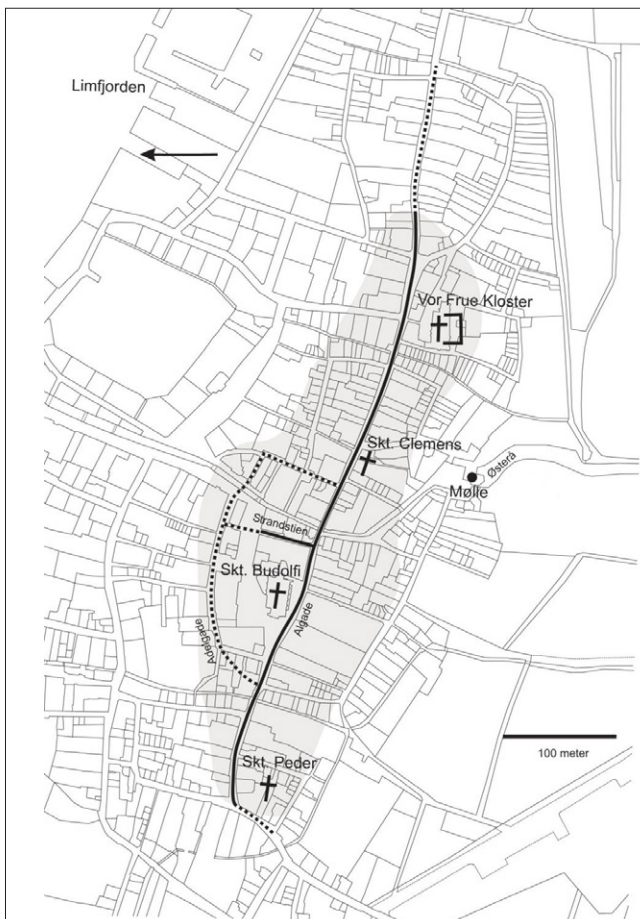 Limfjorden
Vor Frue Kloster
Skt. Clemens
Østerå
Mølle
Strandstien
Skt. Budolfi
Algade
Adelgade
100 meter
Skt. Peder